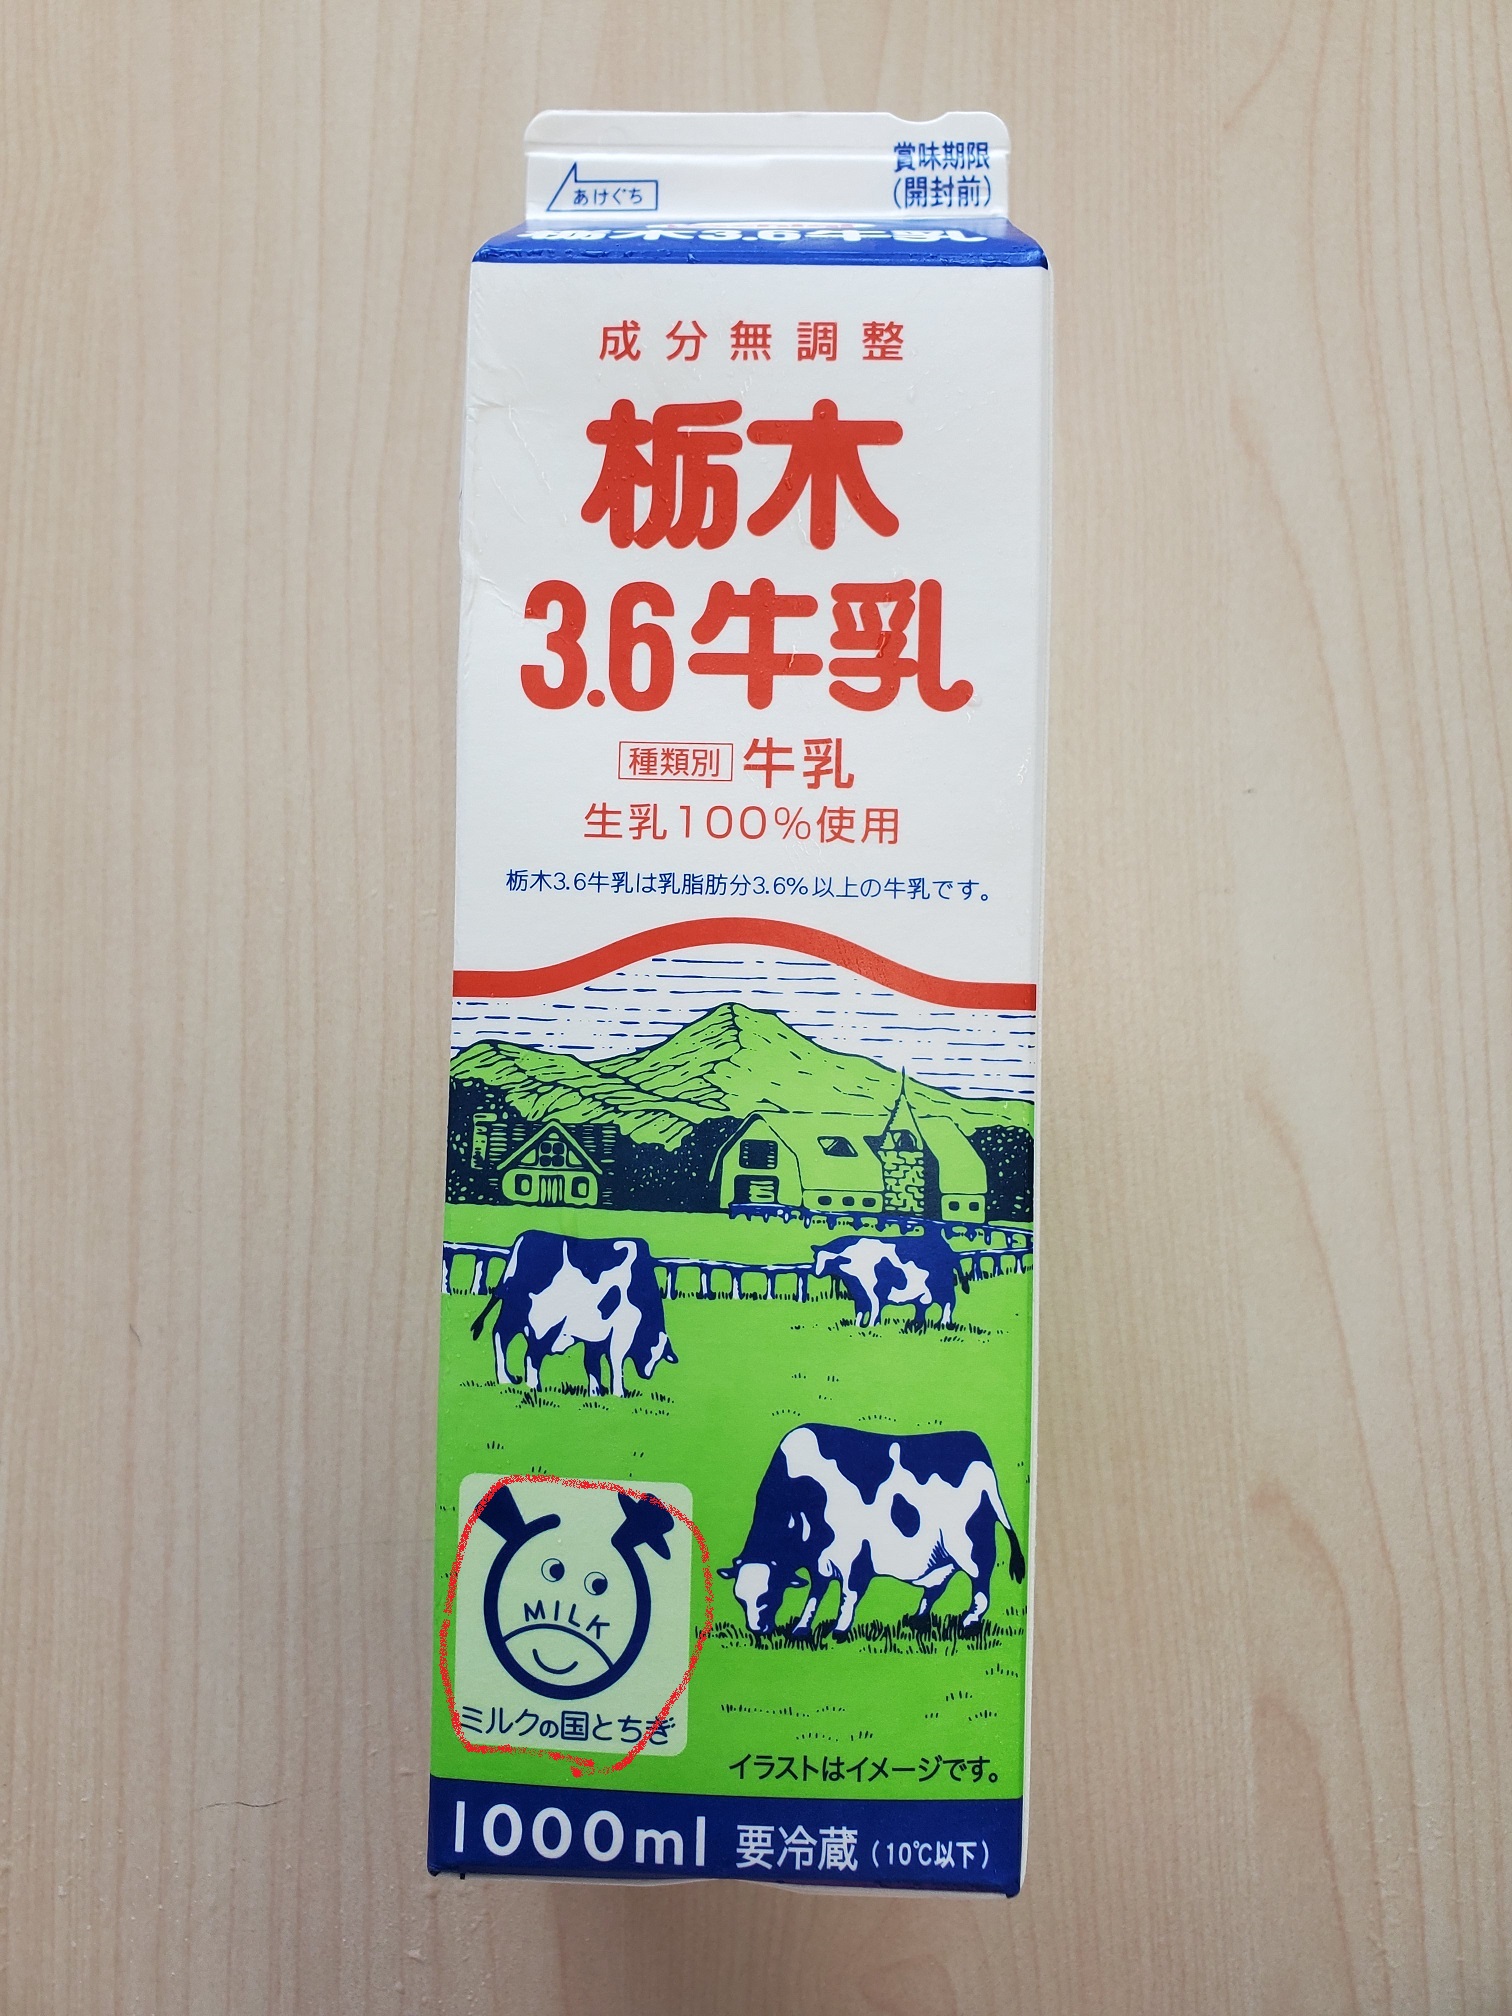 あけぐち
賞味期限
(開封前)
栃木3.6牛乳
成分無調整
栃木
3.6牛乳
種類別 牛乳
生乳100%使用
栃木3.6牛乳は乳脂肪分3.6%以上の牛乳です。
MILK
ミルクの国とちぎ
イラストはイメージです。
1000ml 要冷蔵(10℃以下)